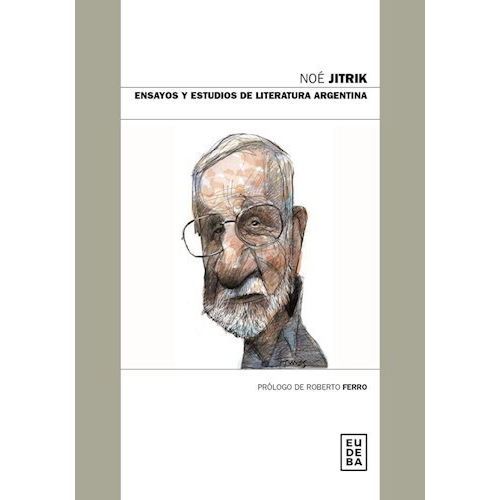 NOÉ JITRIK
ENSAYOS Y ESTUDIOS DE LITERATURA ARGENTINA
PRÓLOGO DE ROBERTO FERRO
EU
DE
BA